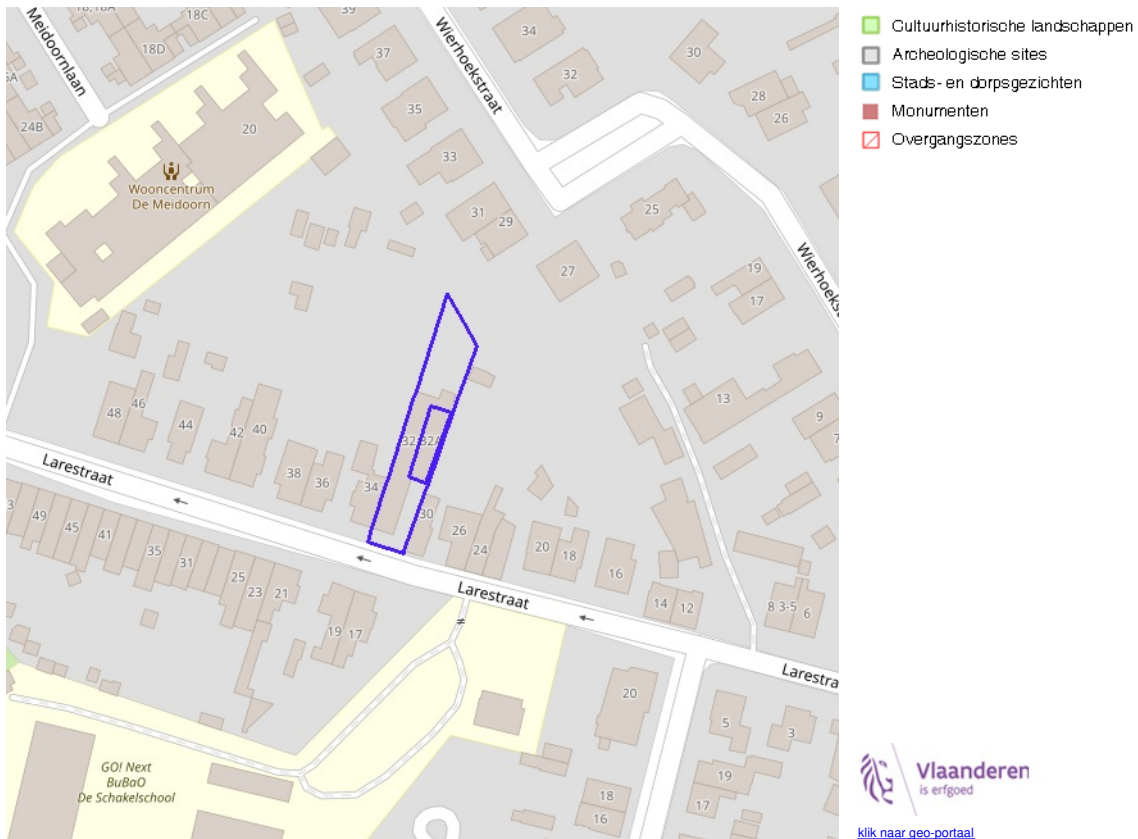 Meidoornlaan
18C
18D
24B
39
37
35
33
31
29
Wierhoekstraat
34
32
30
28
26
20
Wooncentrum
De Meidoorn
25
27
19
17
Wierhoekst
48
46
44
42
40
38
36
34
32
32A
30
26
24
20
18
16
14
12
13
9
7
8 3-5
6
Larestraat
49
45
41
35
31
25
23
21
19
17
Larestraat
Larestra
20
5
3
19
17
18
16
GO! Next
BuBaO
De Schakelschool
Cultuurhistorische landschappen
Archeologische sites
Stads- en dorpsgezichten
Monumenten
Overgangszones
Vlaanderen
is erfgoed
klik naar geo-portaal